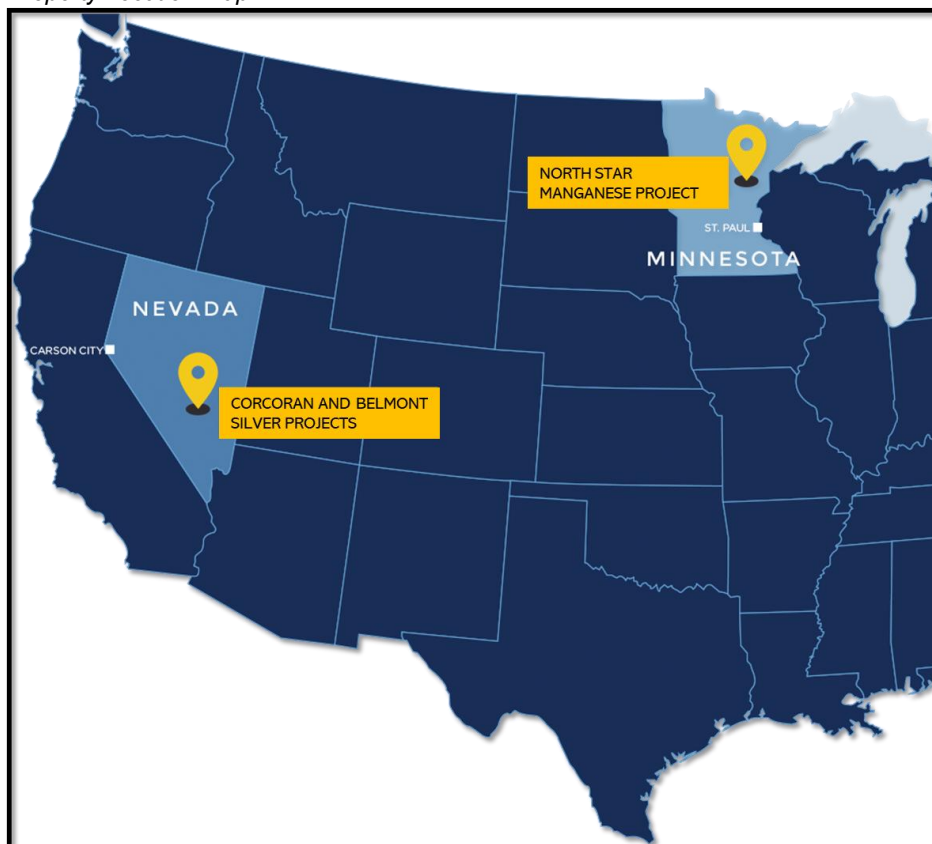 NORTH STAR
MANGANESE PROJECT
ST. PAUL
MINNESOTA
NEVADA
CARSON CITY
CORCORAN AND BELMONT
SILVER PROJECTS